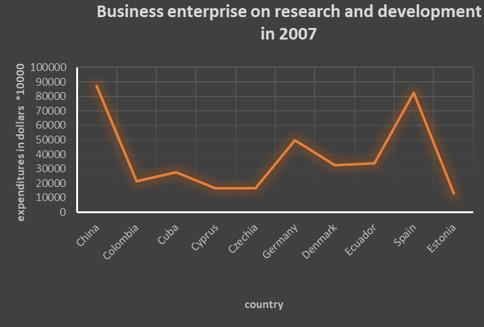 Business enterprise on research and development
in 2007
expenditures in dollars *10000
100000
90000
80000
70000
60000
50000
40000
30000
20000
10000
0
China
Colombia
Cuba
Cyprus
Czechia
Germany
Denmark
Ecuador
Spain
Estonia
country